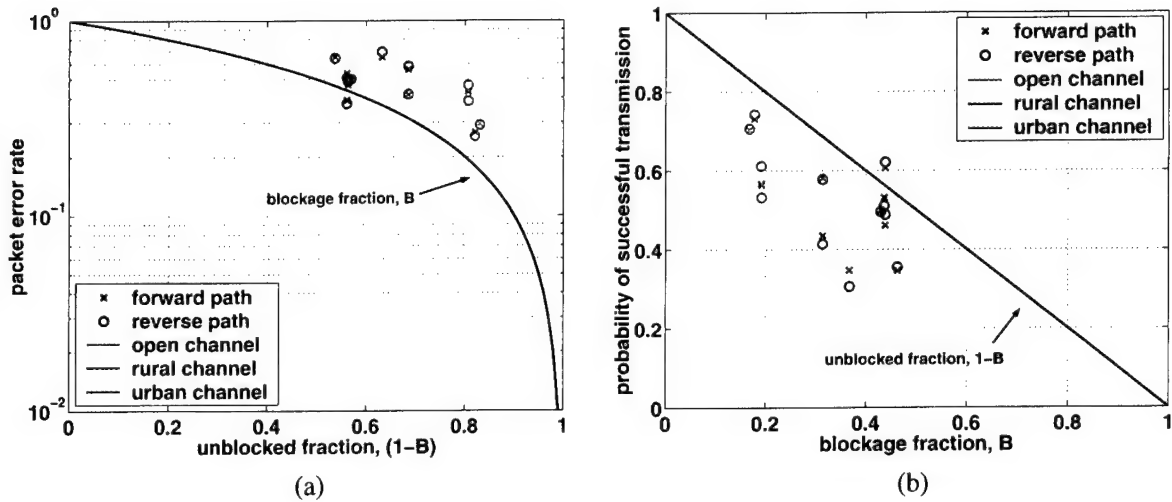 packet error rate
10⁰
10⁻¹
10⁻²
blockage fraction, B
forward path
reverse path
open channel
rural channel
urban channel
0 0.2 0.4 0.6 0.8 1
unblocked fraction, (1−B)
(a)
probability of successful transmission
1
0.8
0.6
0.4
0.2
0
forward path
reverse path
open channel
rural channel
urban channel
unblocked fraction, 1−B
0 0.2 0.4 0.6 0.8 1
blockage fraction, B
(b)